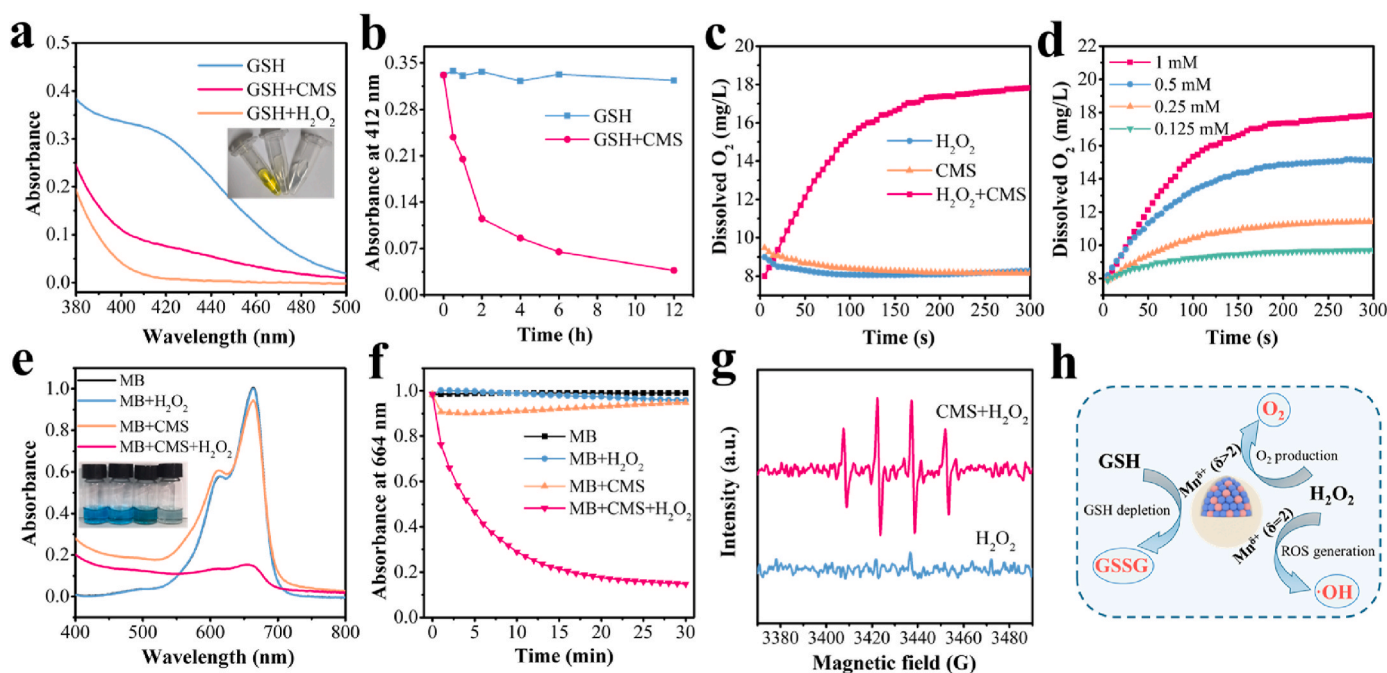 a
0.5
0.4
0.3
0.2
0.1
0.0
Absorbance
GSH
GSH+CMS
GSH+H₂O₂
380 400 420 440 460 480 500
Wavelength (nm)
b
0.35
0.28
0.21
0.14
0.07
0.00
Absorbance at 412 nm
GSH
GSH+CMS
0 2 4 6 8 10 12
Time (h)
c
20
18
16
14
12
10
8
Dissolved O₂ (mg/L)
H₂O₂
CMS
H₂O₂+CMS
0 50 100 150 200 250 300
Time (s)
d
22
20
18
16
14
12
10
8
Dissolved O₂ (mg/L)
1 mM
0.5 mM
0.25 mM
0.125 mM
0 50 100 150 200 250 300
Time (s)
e
1.0
0.8
0.6
0.4
0.2
0.0
Absorbance
MB
MB+H₂O₂
MB+CMS
MB+CMS+H₂O₂
400 500 600 700 800
Wavelength (nm)
f
1.0
0.8
0.6
0.4
0.2
0.0
Absorbance at 664 nm
MB
MB+H₂O₂
MB+CMS
MB+CMS+H₂O₂
0 5 10 15 20 25 30
Time (min)
g
Intensity (a.u.)
CMS+H₂O₂
H₂O₂
3380 3400 3420 3440 3460 3480
Magnetic field (G)
h
O₂
Mnᵟ⁺ (δ>2)
O₂ production
GSH
H₂O₂
GSH depletion
Mnᵟ⁺ (δ=2)
ROS generation
GSSG
·OH